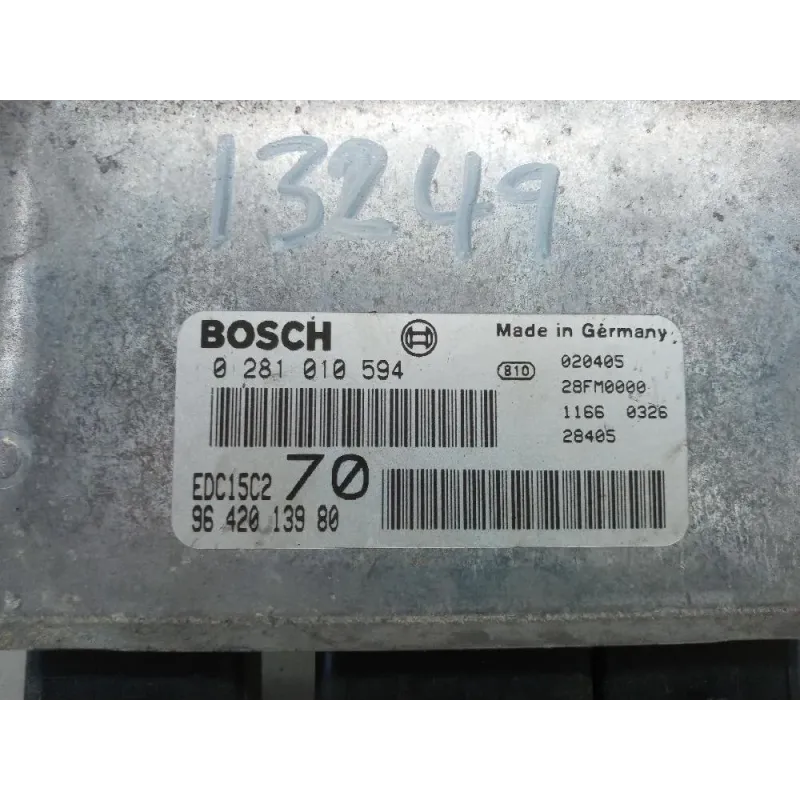 13249
BOSCH
Made in Germany
0 281 010 594
810
020405
28FM0000
1166 0326
28405
EDC15C2 70
96 420 139 80